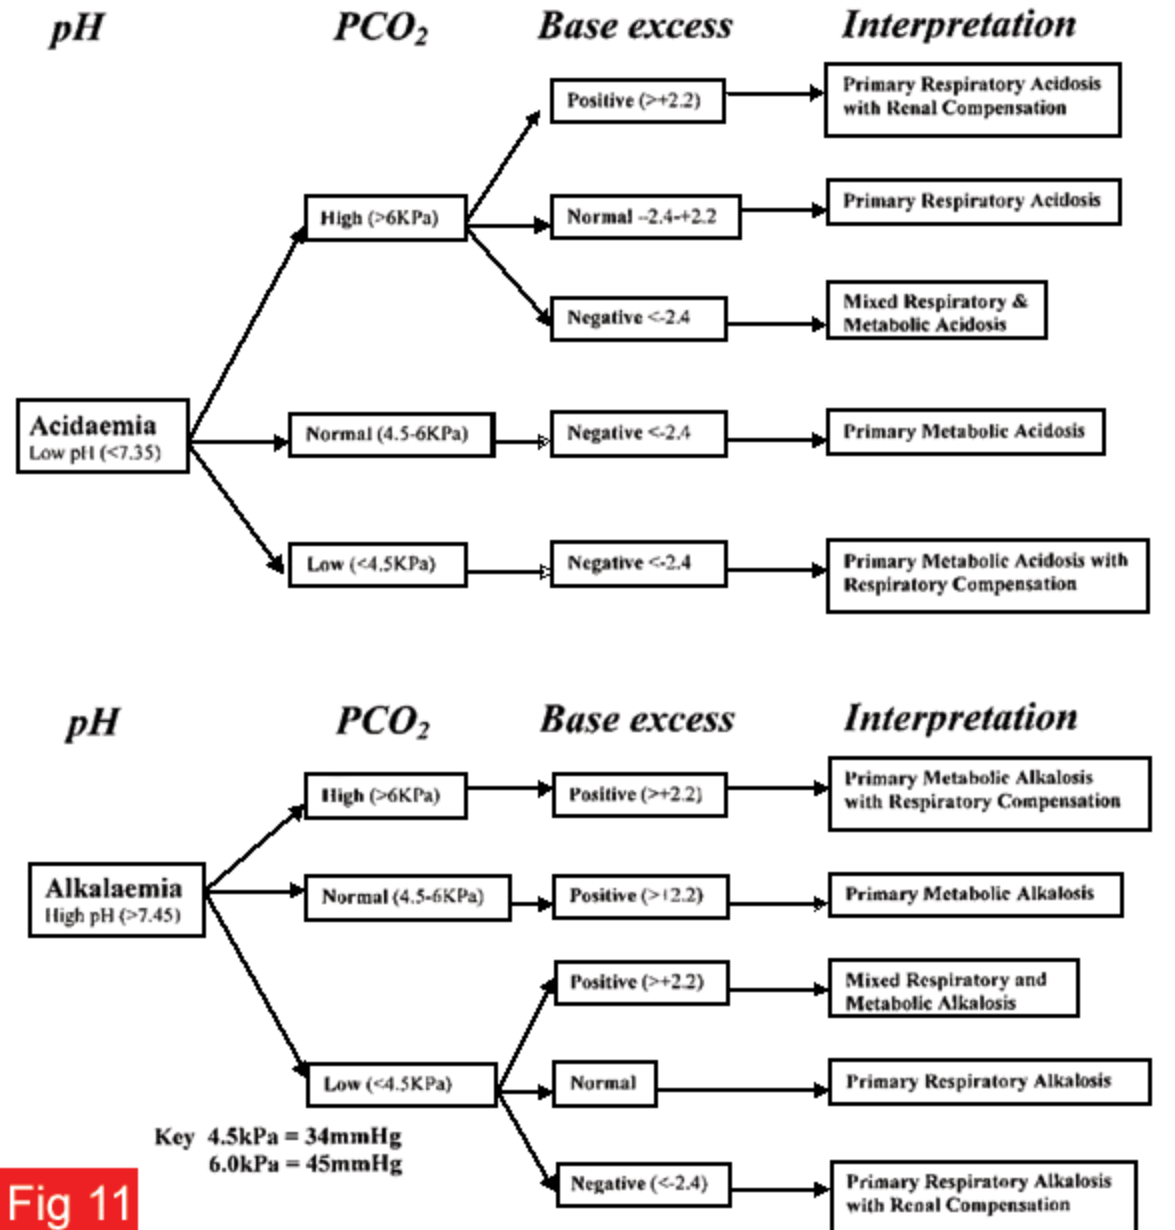 pH PCO2 Base excess Interpretation
Positive (>+2.2)
Primary Respiratory Acidosis
with Renal Compensation
High (>6KPa)
Normal –2.4-+2.2
Primary Respiratory Acidosis
Negative <-2.4
Mixed Respiratory &
Metabolic Acidosis
Acidaemia
Low pH (<7.35)
Normal (4.5-6KPa)
Negative <-2.4
Primary Metabolic Acidosis
Low (<4.5KPa)
Negative <-2.4
Primary Metabolic Acidosis with
Respiratory Compensation
pH PCO2 Base excess Interpretation
High (>6KPa)
Positive (>+2.2)
Primary Metabolic Alkalosis
with Respiratory Compensation
Alkalaemia
High pH (>7.45)
Normal (4.5-6KPa)
Positive (>+2.2)
Primary Metabolic Alkalosis
Positive (>+2.2)
Mixed Respiratory and
Metabolic Alkalosis
Low (<4.5KPa)
Normal
Primary Respiratory Alkalosis
Key 4.5kPa = 34mmHg
6.0kPa = 45mmHg
Negative (<-2.4)
Primary Respiratory Alkalosis
with Renal Compensation
Fig 11